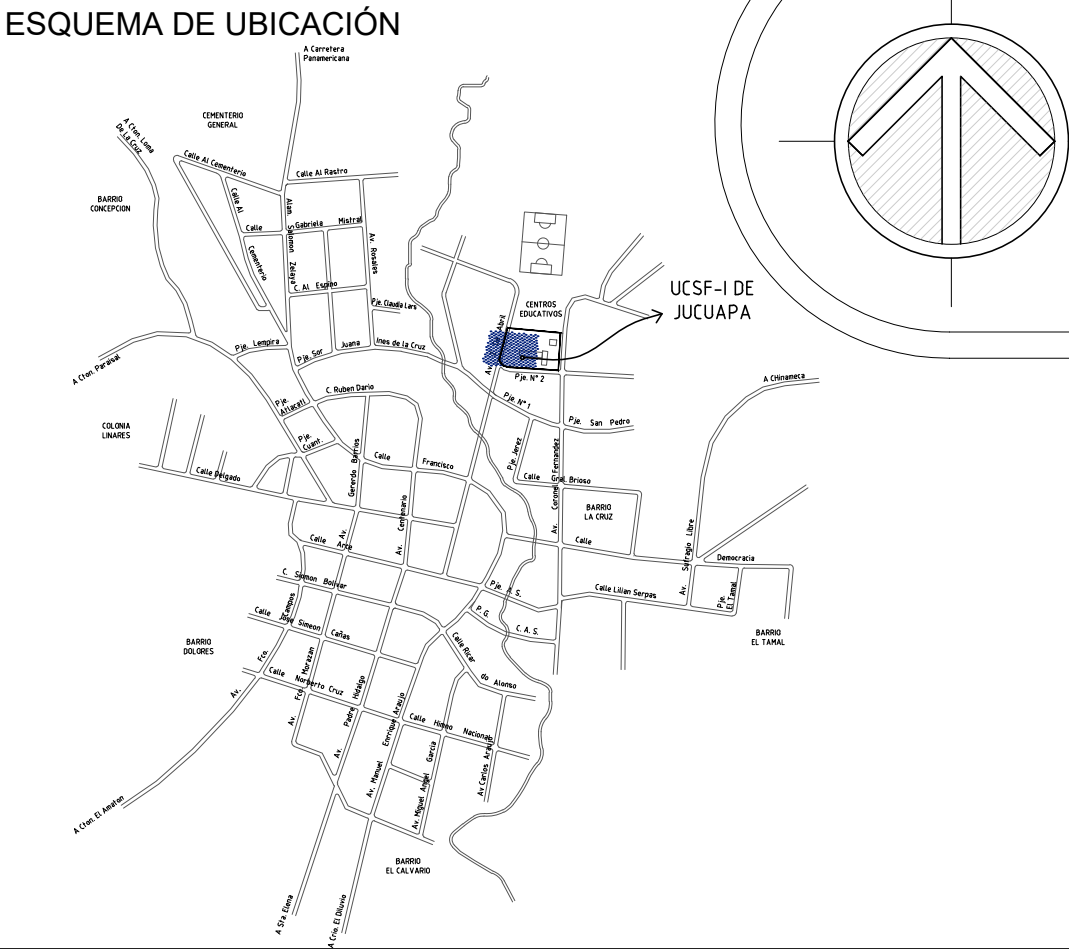 ESQUEMA DE UBICACIÓN
A Carretera
Panamericana
CEMENTERIO
GENERAL
A Cton. Loma
De La Cruz
Calle Al Cementerio
Calle Al Rastro
BARRIO
CONCEPCION
Calle Al
Cementerio
Calle Gabriela Mistral
Alam. Salomon Zelaya
Av. Rosales
C. Al Espino
Pje. Claudia Lars
CENTROS
EDUCATIVOS
UCSF-I DE
JUCUAPA
Abril
Av.
Pje. Lempira
Pje. Sor Juana Ines de la Cruz
A Cton. Paraisal
Pje. N° 2
A CHinameca
C. Ruben Dario
Pje.
Atlacatl
Pje. N° 1
Pje. San Pedro
COLONIA
LINARES
Pje.
Cuant.
Pje. Jerez
Av. Coronel Fernandez
Calle Delgado
Av. Gererdo Barrios
Calle Francisco
Calle Gral. Brioso
Av. Centenario
BARRIO
LA CRUZ
Calle Arce
Calle Democracia
Av. Sufragio Libre
C. Siomon Bolivar
Pje. A. S.
Calle Lilian Serpas
Pje.
El Tamal
Calle José Simeon Cañas
P. G.
C. A. S.
BARRIO
EL TAMAL
BARRIO
DOLORES
Av. Fco. Campos
Av. Fco. Morazan
Calle Ricar do Alonso
Calle Norberto Cruz
Av. Padre Hidalgo
Av. Manuel Enrrique Araujo
Calle Himno Nacional
Av. Miguel Angel Garcia
Av Carlos Araujo
A Cton. El Amaton
BARRIO
EL CALVARIO
A Sta. Elena
A Crio. El Diluvio